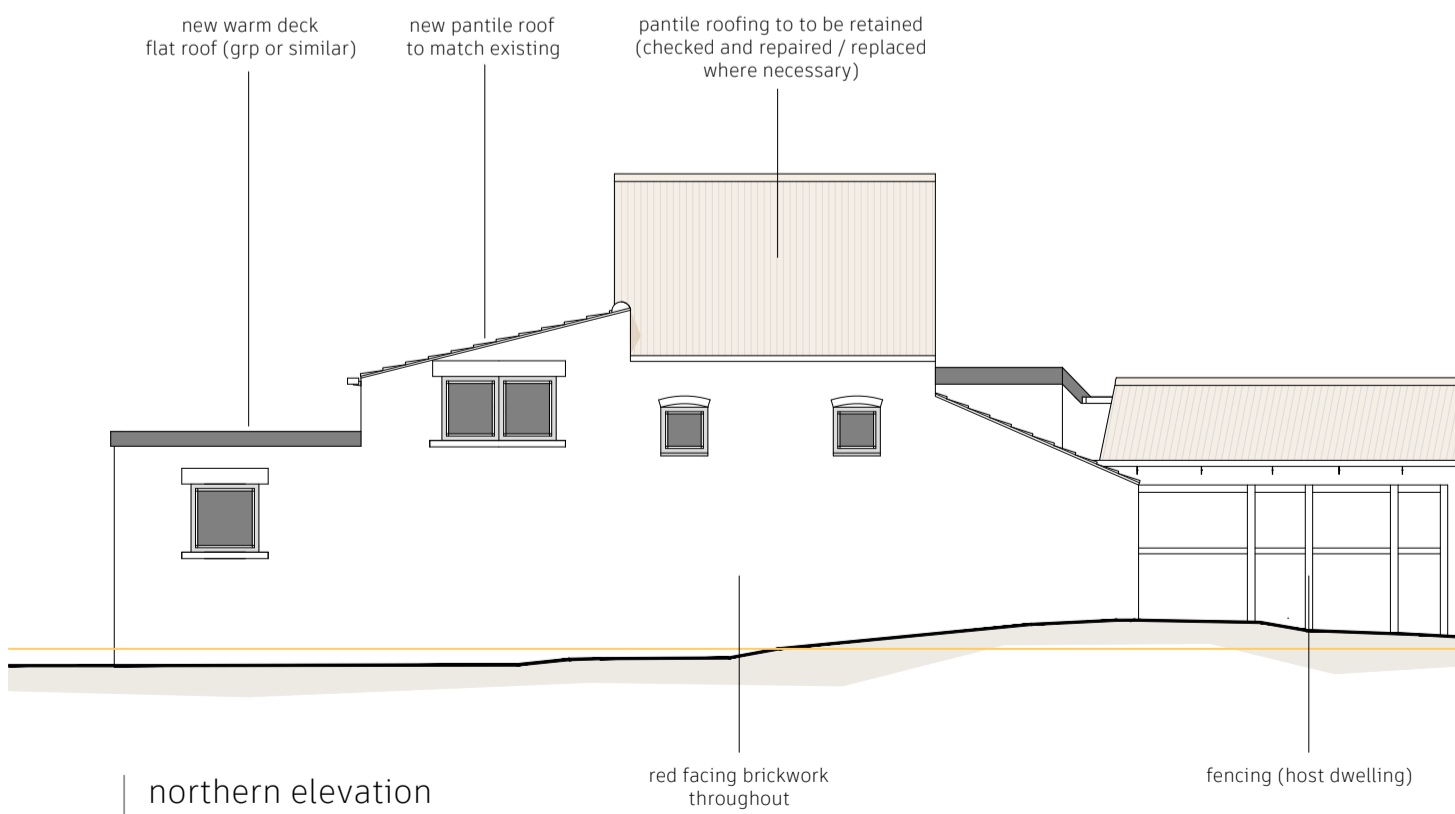 new warm deck
flat roof (grp or similar)
new pantile roof
to match existing
pantile roofing to to be retained
(checked and repaired / replaced
where necessary)
red facing brickwork
throughout
fencing (host dwelling)
northern elevation